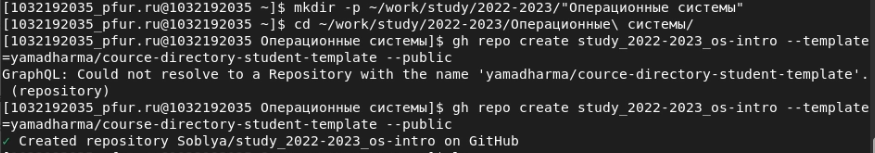 [1032192035_pfur.ru@1032192035 ~]$ mkdir -p ~/work/study/2022-2023/"Операционные системы"
[1032192035_pfur.ru@1032192035 ~]$ cd ~/work/study/2022-2023/Операционные\ системы/
[1032192035_pfur.ru@1032192035 Операционные системы]$ gh repo create study_2022-2023_os-intro --template
=yamadharma/cource-directory-student-template --public
GraphQL: Could not resolve to a Repository with the name 'yamadharma/cource-directory-student-template'.
(repository)
[1032192035_pfur.ru@1032192035 Операционные системы]$ gh repo create study_2022-2023_os-intro --template
=yamadharma/course-directory-student-template --public
✓ Created repository Soblya/study_2022-2023_os-intro on GitHub